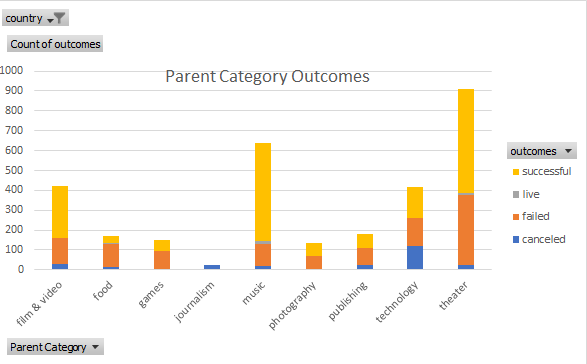 country
Count of outcomes
Parent Category Outcomes
1000
900
800
700
600
500
400
300
200
100
0
film & video
food
games
journalism
music
photography
publishing
technology
theater
outcomes
successful
live
failed
canceled
Parent Category